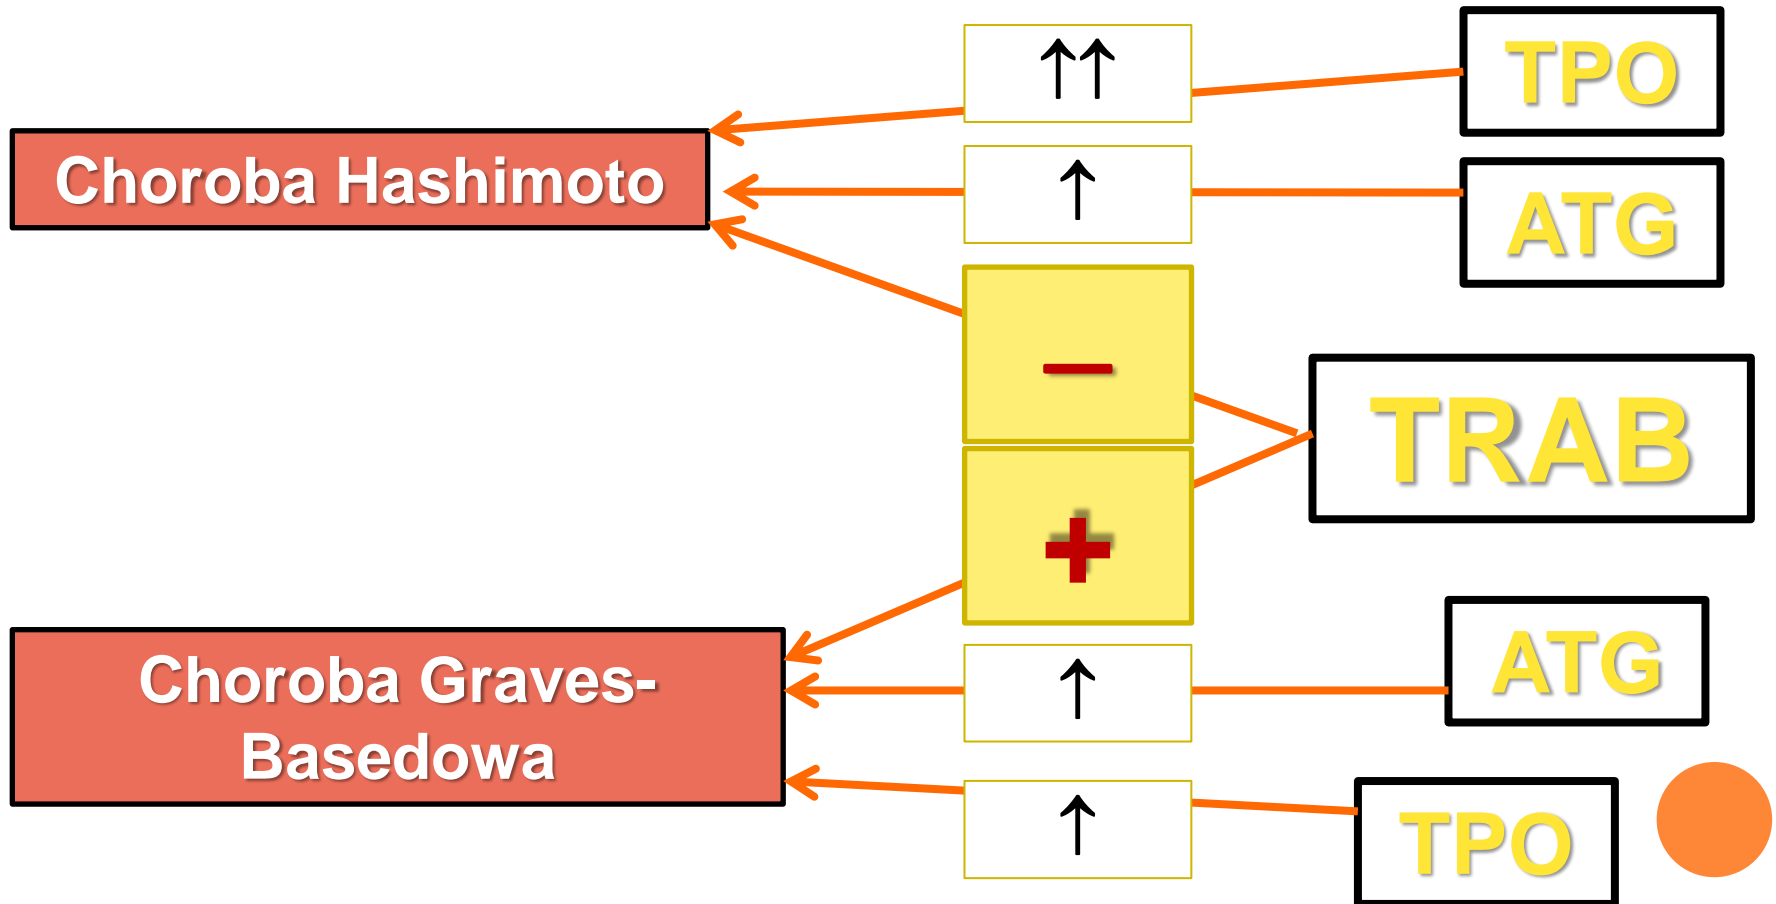 ↑↑
TPO
Choroba Hashimoto
↑
ATG
–
TRAB
+
Choroba Graves-
Basedowa
↑
ATG
↑
TPO